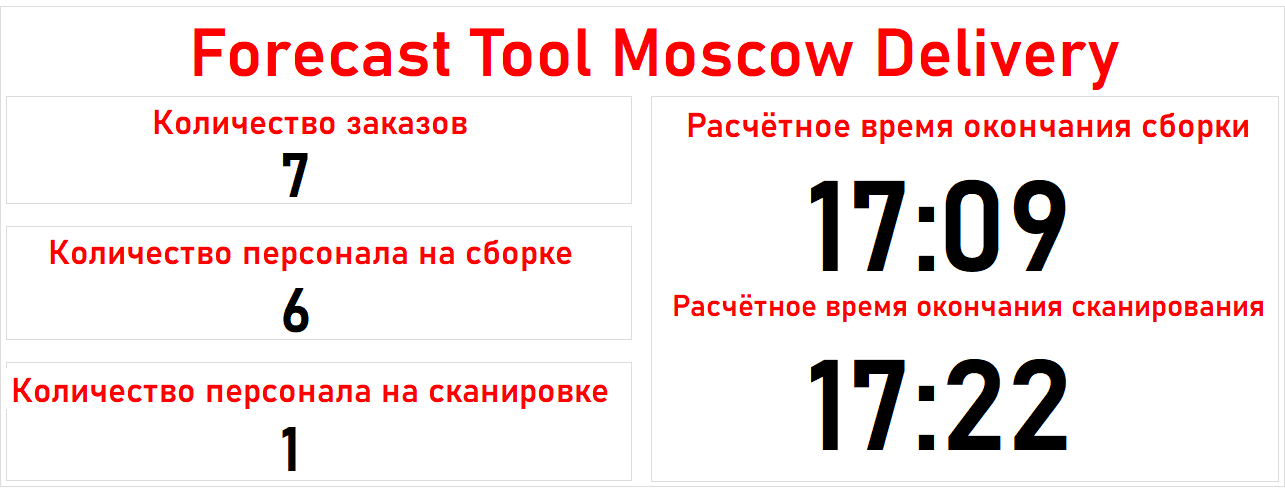 Forecast Tool Moscow Delivery
Количество заказов
7
Количество персонала на сборке
6
Количество персонала на сканировке
1
Расчётное время окончания сборки
17:09
Расчётное время окончания сканирования
17:22